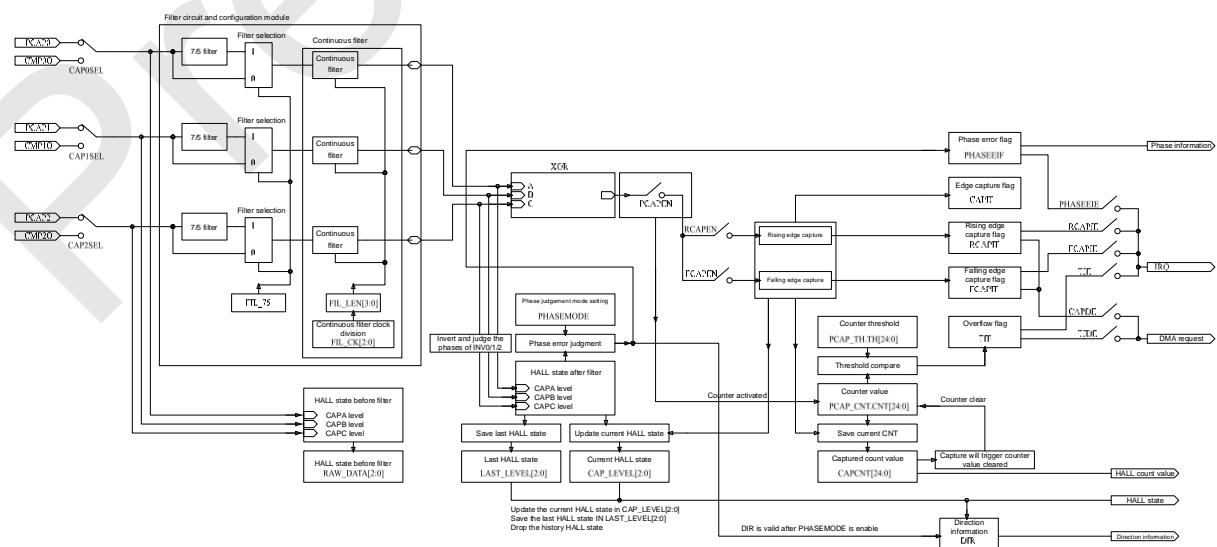 Filter circuit and configuration module
Filter selection
Continuous filter
7/5 filter
Continuous
filter
CAP0SEL
Filter selection
7/5 filter
Continuous
filter
CAP1SEL
Filter selection
7/5 filter
Continuous
filter
CAP2SEL
FIL_LEN[3:0]
Continuous filter clock
division
FIL_CK[2:0]
HALL state before filter
CAPA level
CAPB level
CAPC level
HALL state before filter
RAW_DATA[2:0]
A
C
RCAPEN
Rising edge capture
Falling edge capture
Phase error flag
PHASEEIF
Phase information
Edge capture flag
Rising edge
capture flag
Falling edge
capture flag
PHASEEIE
IRQ
Overflow flag
DMA request
Phase judgement mode setting
PHASEMODE
Invert and judge the
phases of INV0/1/2
Phase error judgment
HALL state after filter
CAPA level
CAPB level
CAPC level
Save last HALL state
Update current HALL state
Last HALL state
LAST_LEVEL[2:0]
Current HALL state
CAP_LEVEL[2:0]
Counter activated
Counter threshold
PCAP_TH.TH[24:0]
Threshold compare
Counter value
PCAP_CNT.CNT[24:0]
Counter clear
Save current CNT
Captured count value
CAPCNT[24:0]
Capture will trigger counter
value cleared
HALL count value
HALL state
Update the current HALL state in CAP_LEVEL[2:0]
Save the last HALL state IN LAST_LEVEL[2:0]
Drop the history HALL state
DIR is valid after PHASEMODE is enable
Direction
information
DIR
Direction information